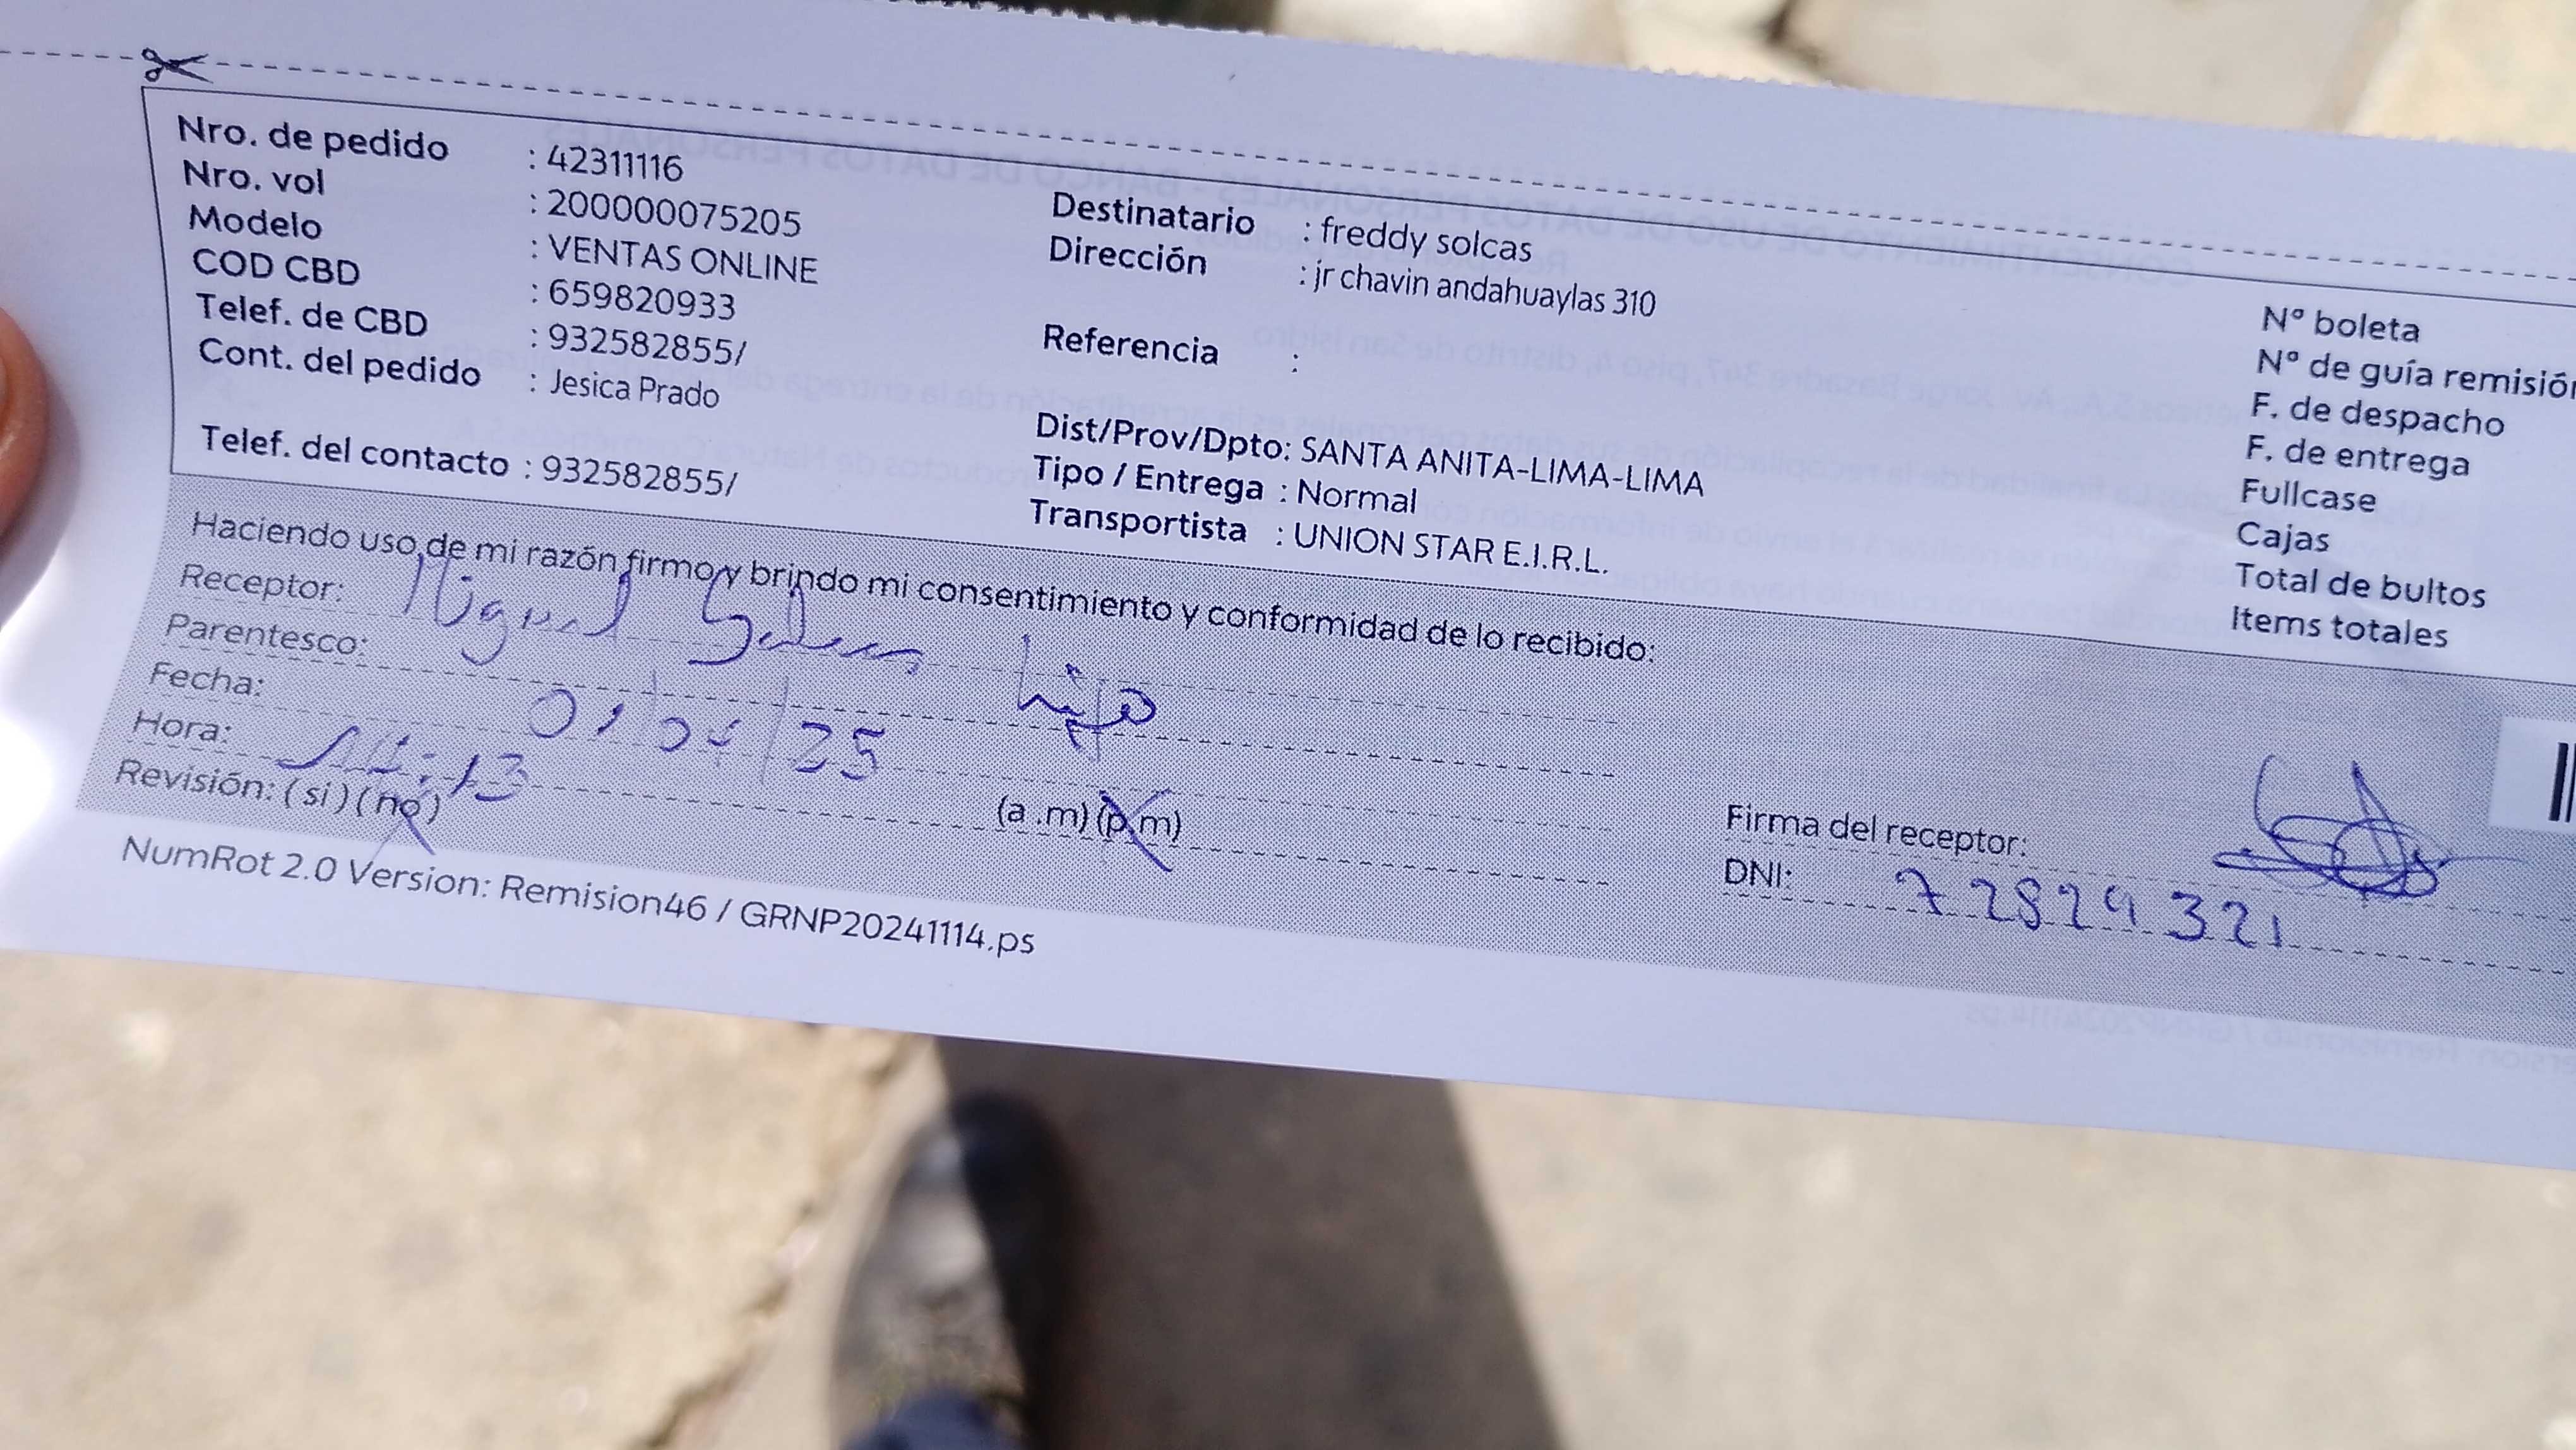 Nro. de pedido : 42311116
Nro. vol : 200000075205
Modelo : VENTAS ONLINE
COD CBD : 659820933
Telef. de CBD : 932582855/
Cont. del pedido : Jesica Prado
Telef. del contacto : 932582855/
Destinatario : freddy solcas
Dirección : jr chavin andahuaylas 310
Referencia :
Dist/Prov/Dpto: SANTA ANITA-LIMA-LIMA
Tipo / Entrega : Normal
Transportista : UNION STAR E.I.R.L.
Nº boleta
Nº de guía remisión
F. de despacho
F. de entrega
Fullcase
Cajas
Total de bultos
Items totales
Haciendo uso de mi razón firmo y brindo mi consentimiento y conformidad de lo recibido:
Receptor: Miguel
Parentesco: hijo
Fecha: 01/04/25
Hora: 14:13 (a .m) (p.m)
Revisión: ( si ) ( no )
Firma del receptor:
DNI: 72829321
NumRot 2.0 Version: Remision46 / GRNP20241114.ps